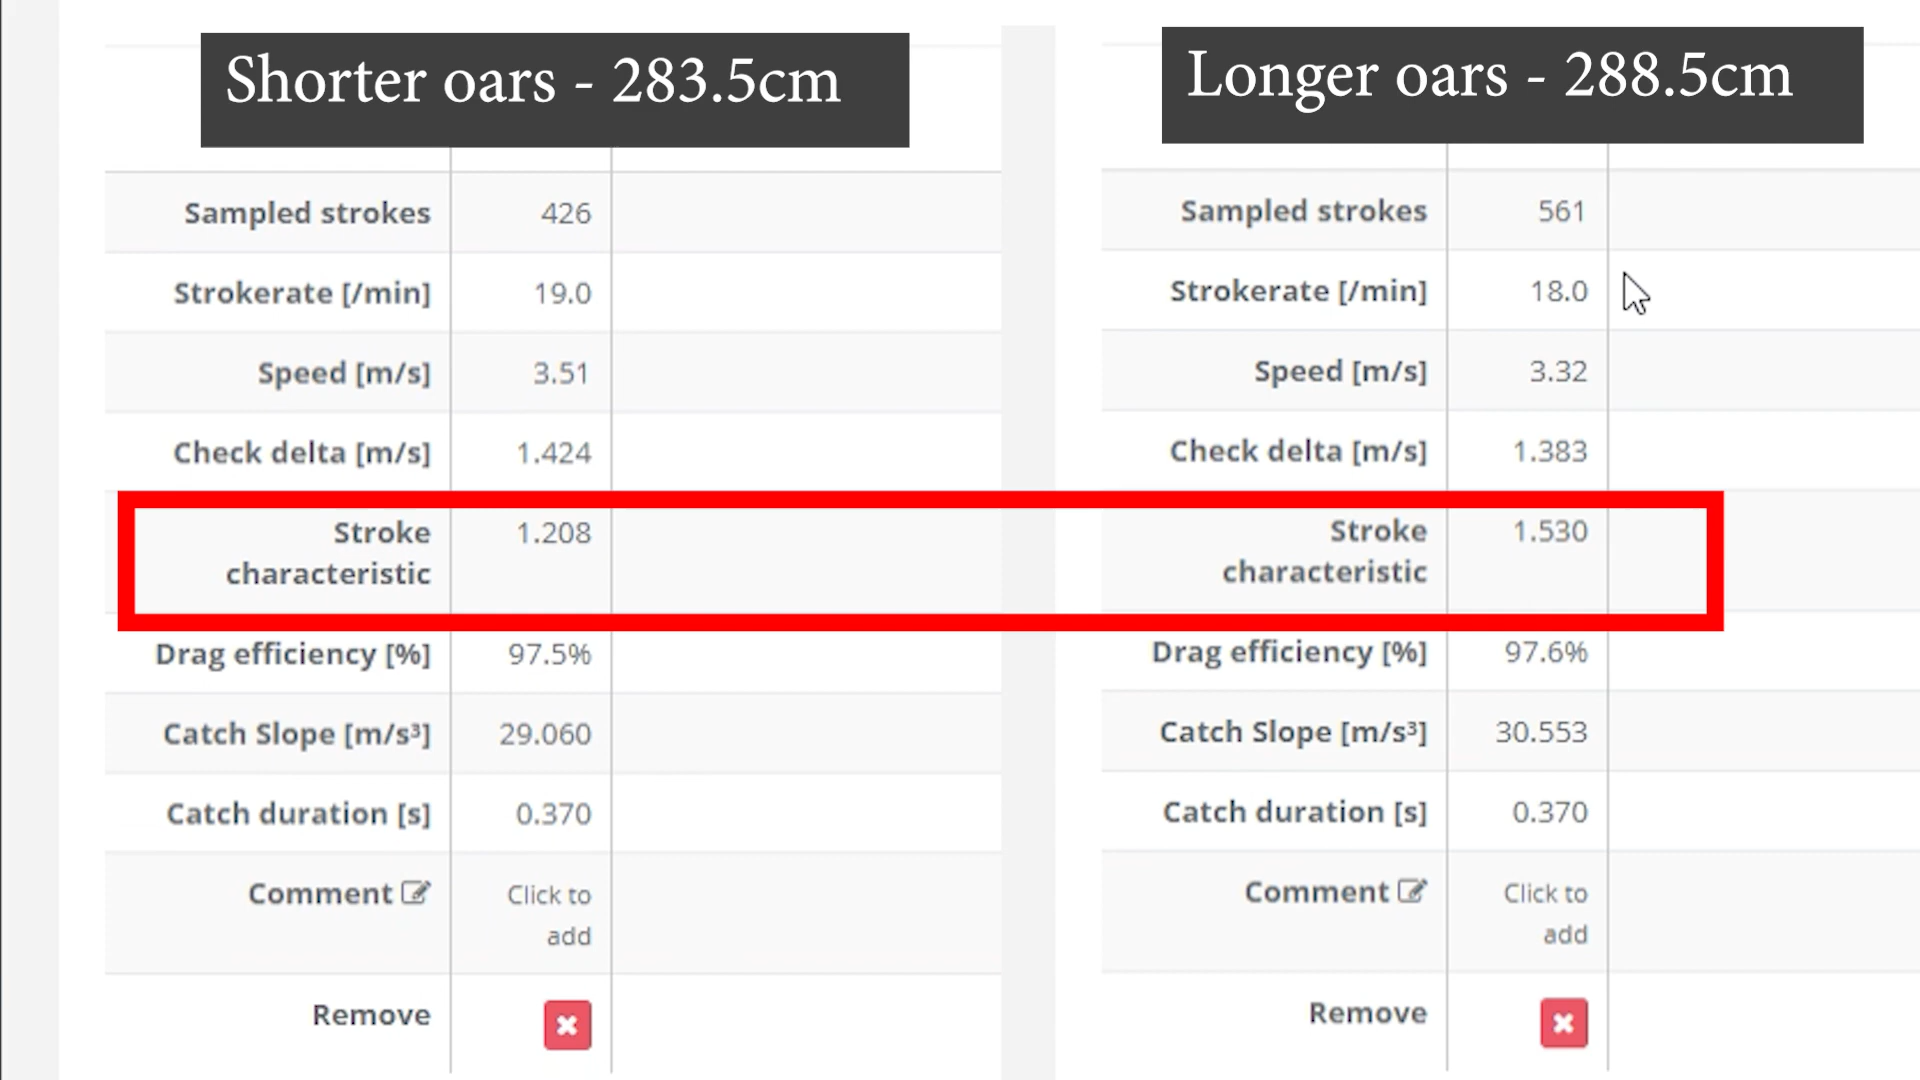 Shorter oars - 283.5cm
Sampled strokes 426
Strokerate [/min] 19.0
Speed [m/s] 3.51
Check delta [m/s] 1.424
Stroke 1.208
characteristic
Drag efficiency [%] 97.5%
Catch Slope [m/s³] 29.060
Catch duration [s] 0.370
Comment Click to
add
Remove
Longer oars - 288.5cm
Sampled strokes 561
Strokerate [/min] 18.0
Speed [m/s] 3.32
Check delta [m/s] 1.383
Stroke 1.530
characteristic
Drag efficiency [%] 97.6%
Catch Slope [m/s³] 30.553
Catch duration [s] 0.370
Comment Click to
add
Remove